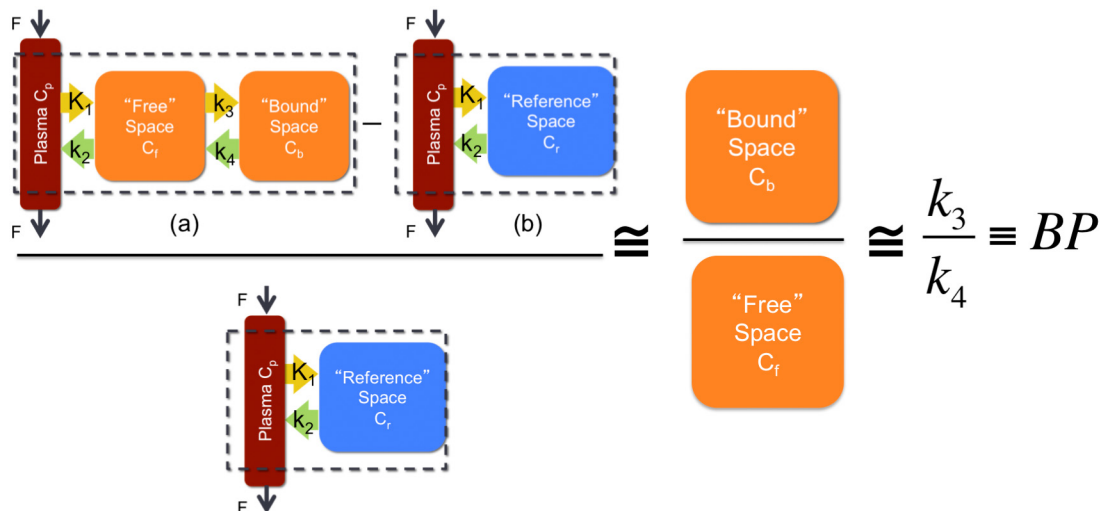 F
F
Plasma Cp
K1
k2
"Free"
Space
Cf
k3
k4
"Bound"
Space
Cb
–
Plasma Cp
K1
k2
"Reference"
Space
Cr
F
(a)
F
(b)
F
Plasma Cp
K1
k2
"Reference"
Space
Cr
F
≅
"Bound"
Space
Cb
"Free"
Space
Cf
≅
k3
k4
≡ BP